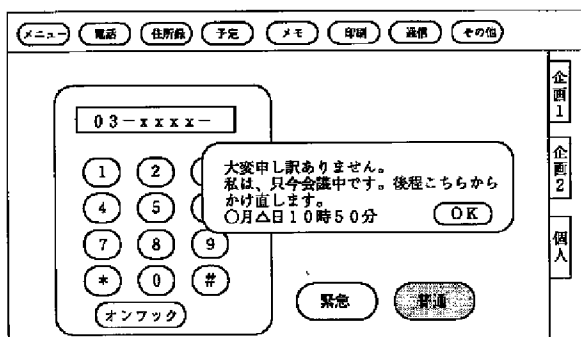 メニュー 電話 住所録 予定 メモ 印刷 通信 その他
企画1
企画2
個人
03-xxxx-
1 2
4 5
7 8 9
* 0 #
オンフック
大変申し訳ありません。
私は、只今会議中です。後程こちらから
かけ直します。
○月△日10時50分 OK
緊急 普通